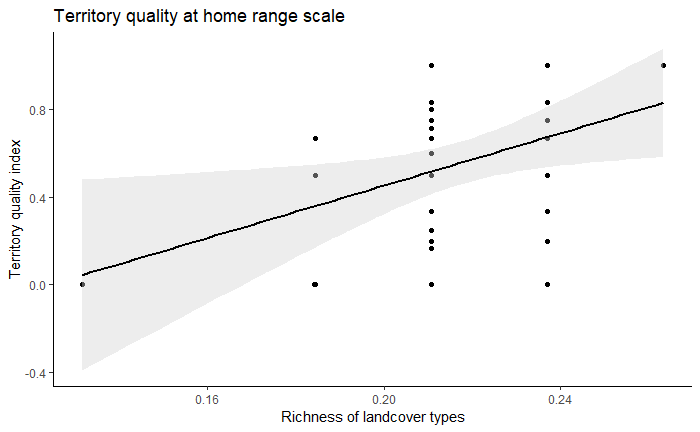 Territory quality at home range scale
Territory quality index
0.8
0.4
0.0
-0.4
0.16
0.20
0.24
Richness of landcover types